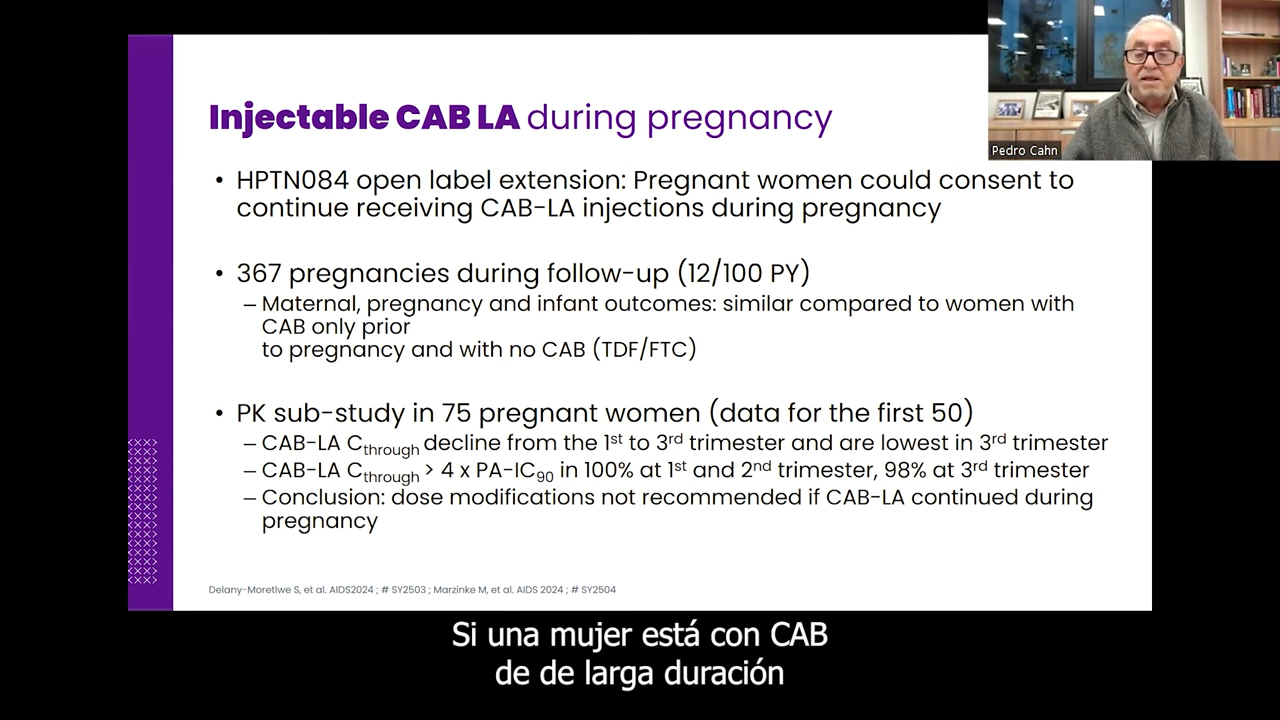 Injectable CAB LA during pregnancy
Pedro Cahn
• HPTN084 open label extension: Pregnant women could consent to
continue receiving CAB-LA injections during pregnancy
• 367 pregnancies during follow-up (12/100 PY)
– Maternal, pregnancy and infant outcomes: similar compared to women with
CAB only prior
to pregnancy and with no CAB (TDF/FTC)
• PK sub-study in 75 pregnant women (data for the first 50)
– CAB-LA Cthrough decline from the 1st to 3rd trimester and are lowest in 3rd trimester
– CAB-LA Cthrough > 4 x PA-IC90 in 100% at 1st and 2nd trimester, 98% at 3rd trimester
– Conclusion: dose modifications not recommended if CAB-LA continued during
pregnancy
Delany-Moretlwe S, et al. AIDS2024 ; # SY2503 ; Marzinke M, et al. AIDS 2024 ; # SY2504
Si una mujer está con CAB
de de larga duración